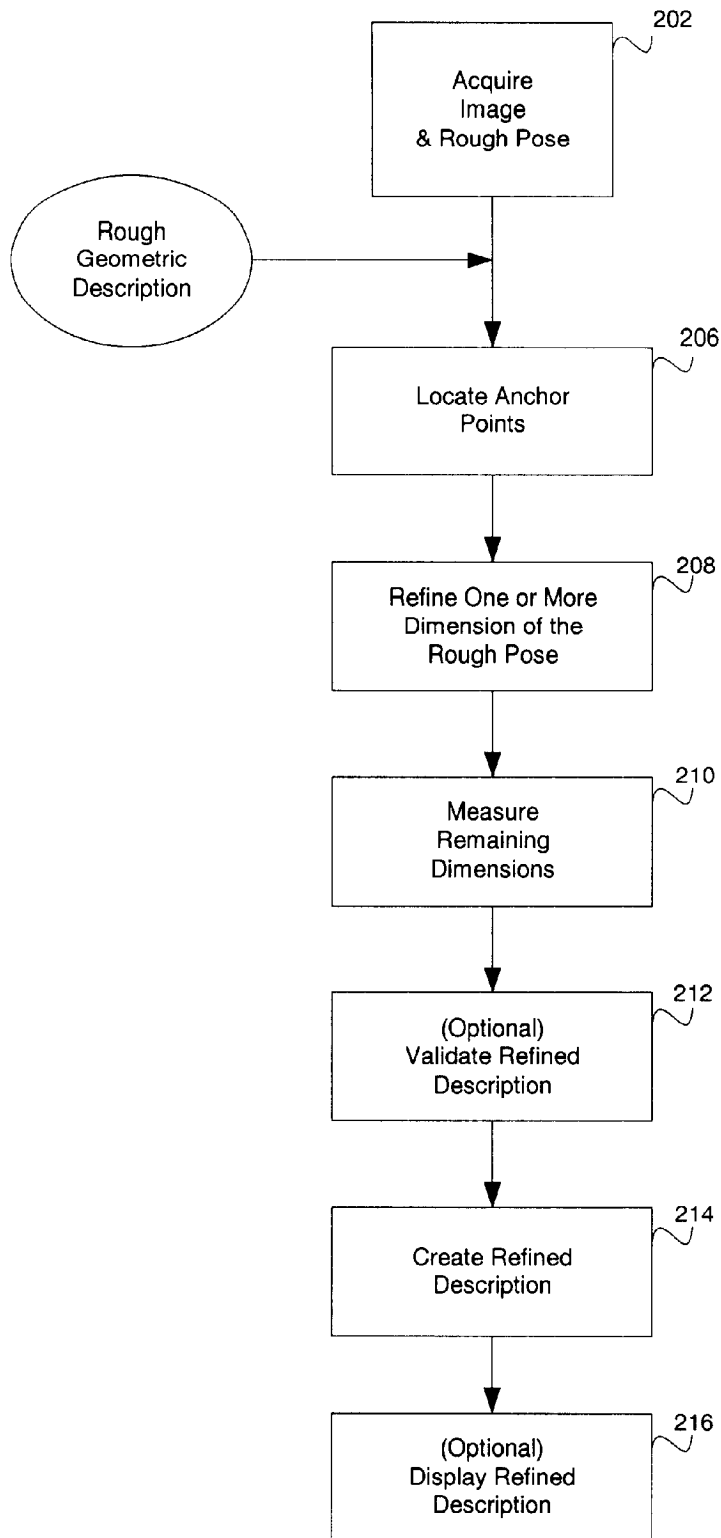 202
Acquire
Image
& Rough Pose
Rough
Geometric
Description
206
Locate Anchor
Points
208
Refine One or More
Dimension of the
Rough Pose
210
Measure
Remaining
Dimensions
212
(Optional)
Validate Refined
Description
214
Create Refined
Description
216
(Optional)
Display Refined
Description